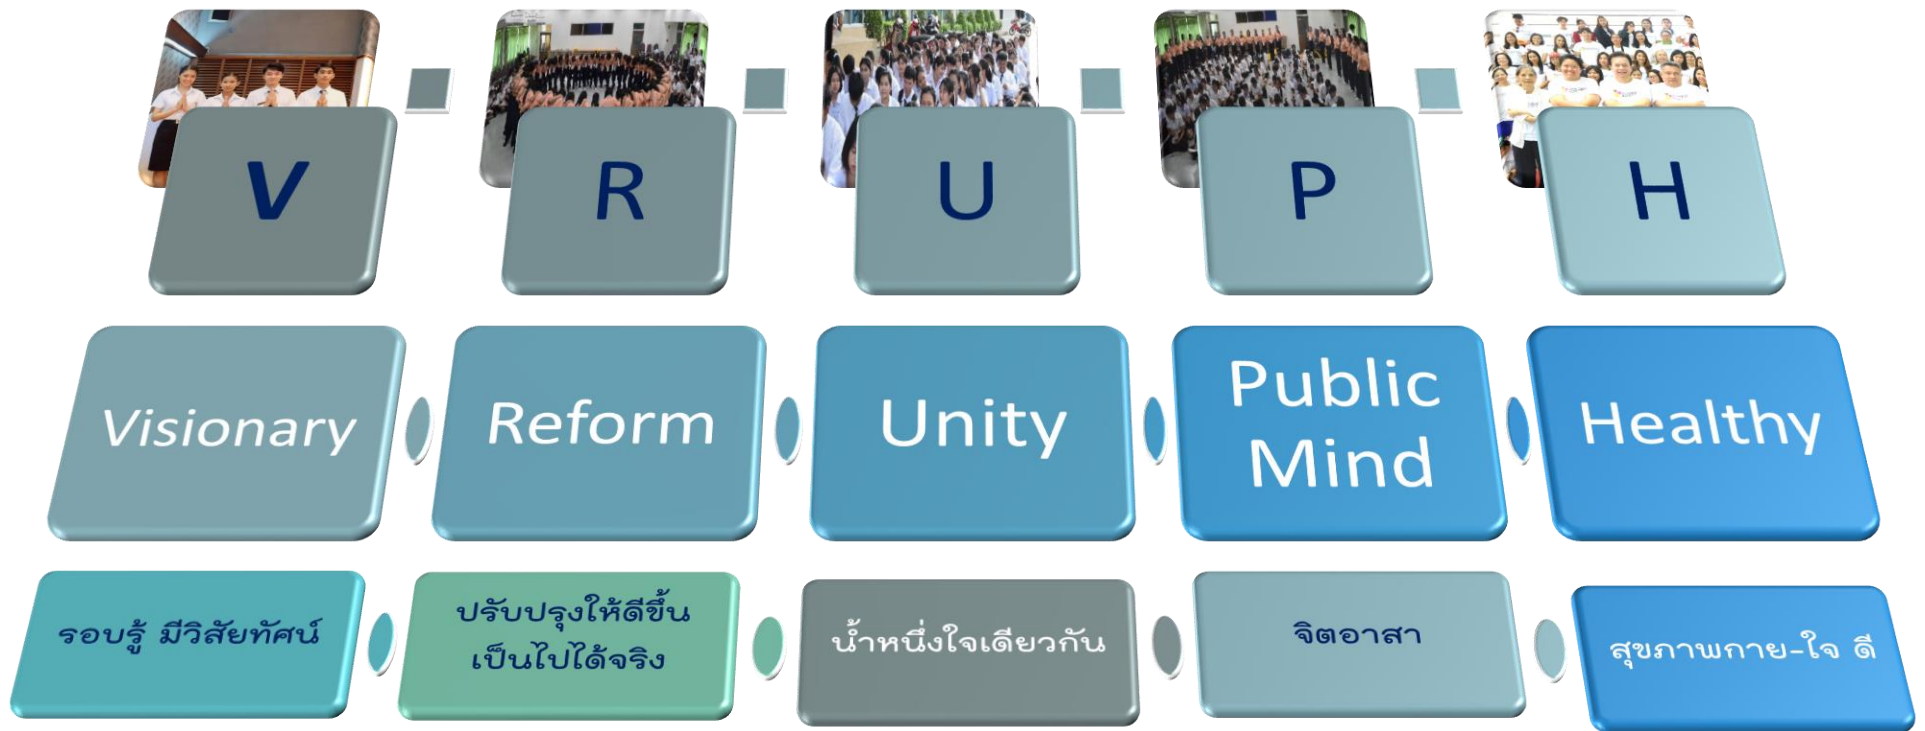 V
R
U
P
H
Visionary
Reform
Unity
Public
Mind
Healthy
รอบรู้ มีวิสัยทัศน์
ปรับปรุงให้ดีขึ้น
เป็นไปได้จริง
น้ำหนึ่งใจเดียวกัน
จิตอาสา
สุขภาพกาย-ใจ ดี